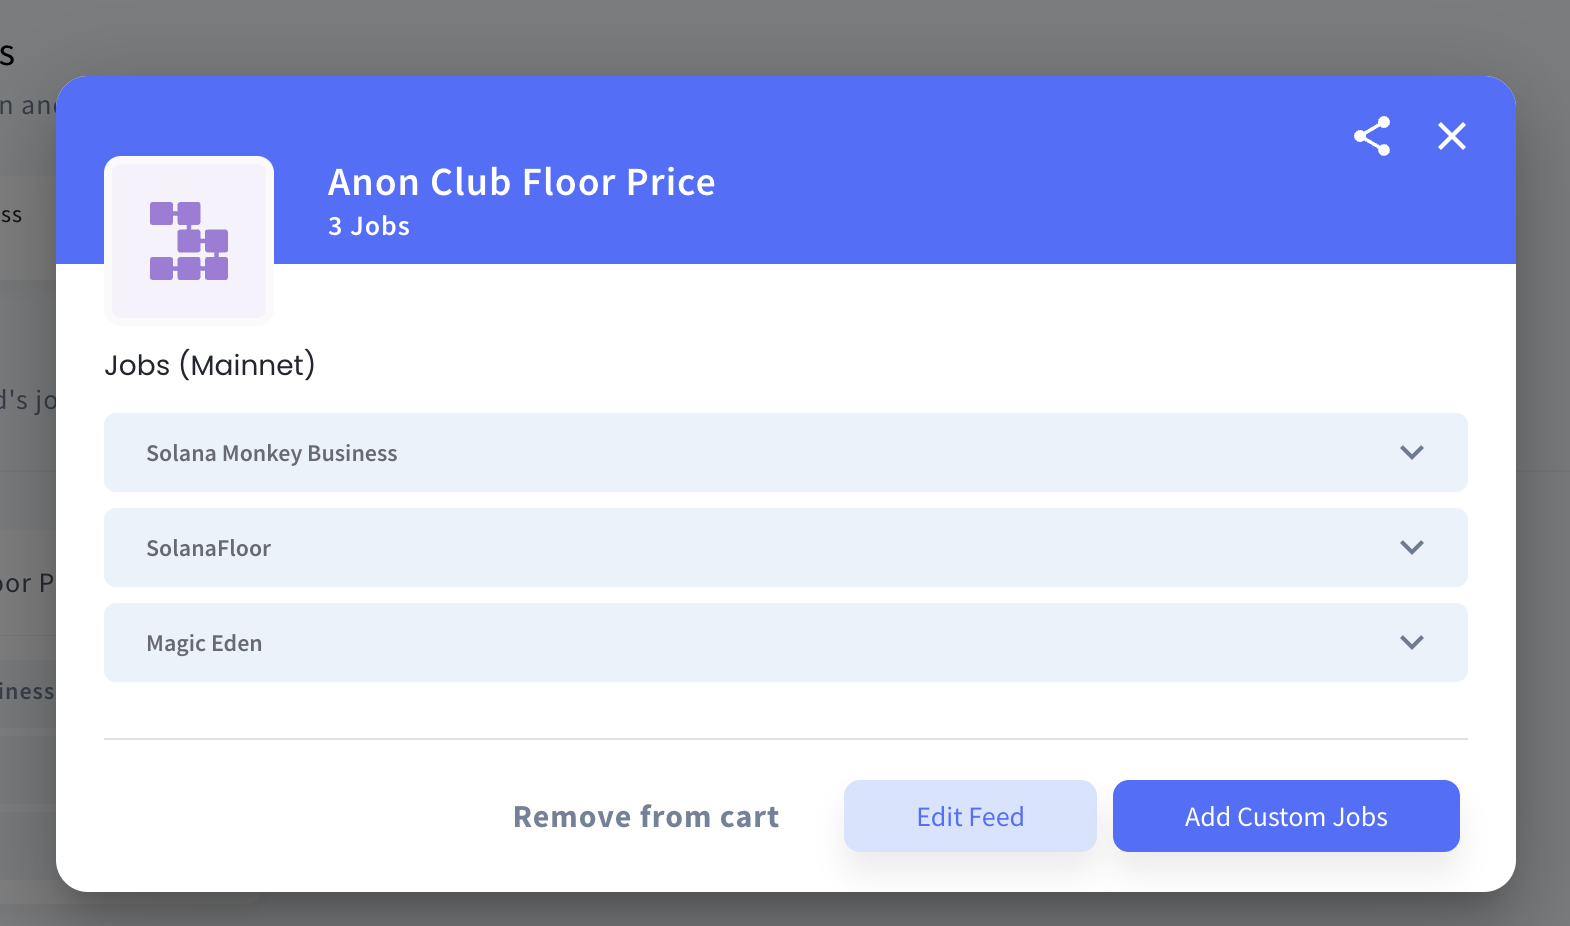 s
n and
Anon Club Floor Price
3 Jobs
ss
Jobs (Mainnet)
d's jo
Solana Monkey Business
SolanaFloor
oor P
Magic Eden
iness
Remove from cart
Edit Feed
Add Custom Jobs